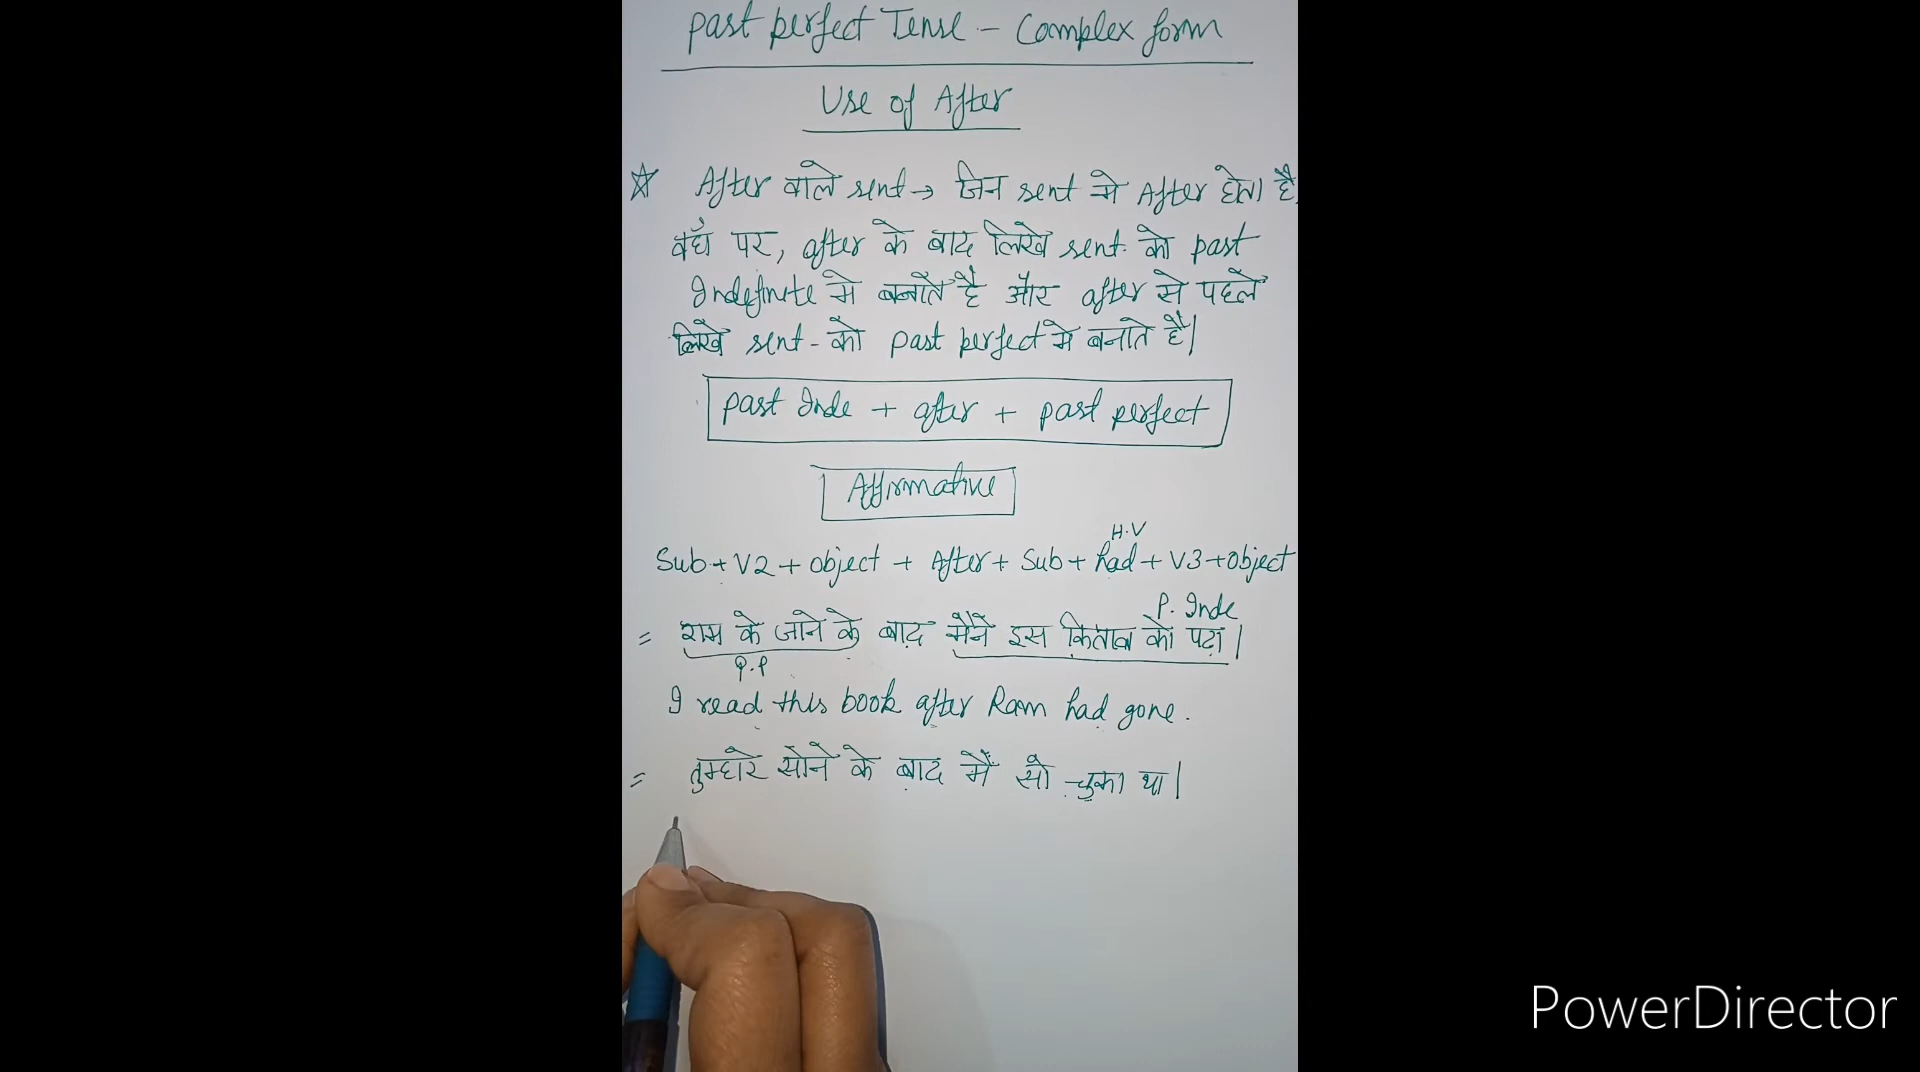 Past perfect Tense - Complex form
Use of After
☆ After वाले sent → जिन sent मे After होता है,
वहाँ पर, after के बाद लिखे sent. को past
Indefinite मे बनाते है और after से पहले
लिखे sent - को past perfect मे बनाते है।
past Inde + after + past perfect
Affirmative
H.V
Sub + V2 + object + After + Sub + had + V3 + object
P. Inde
= राम के जाने के बाद मैने इस किताब को पढा।
P.P
I read this book after Ram had gone.
= तुम्हारे सोने के बाद मैं सो चुका था।
PowerDirector